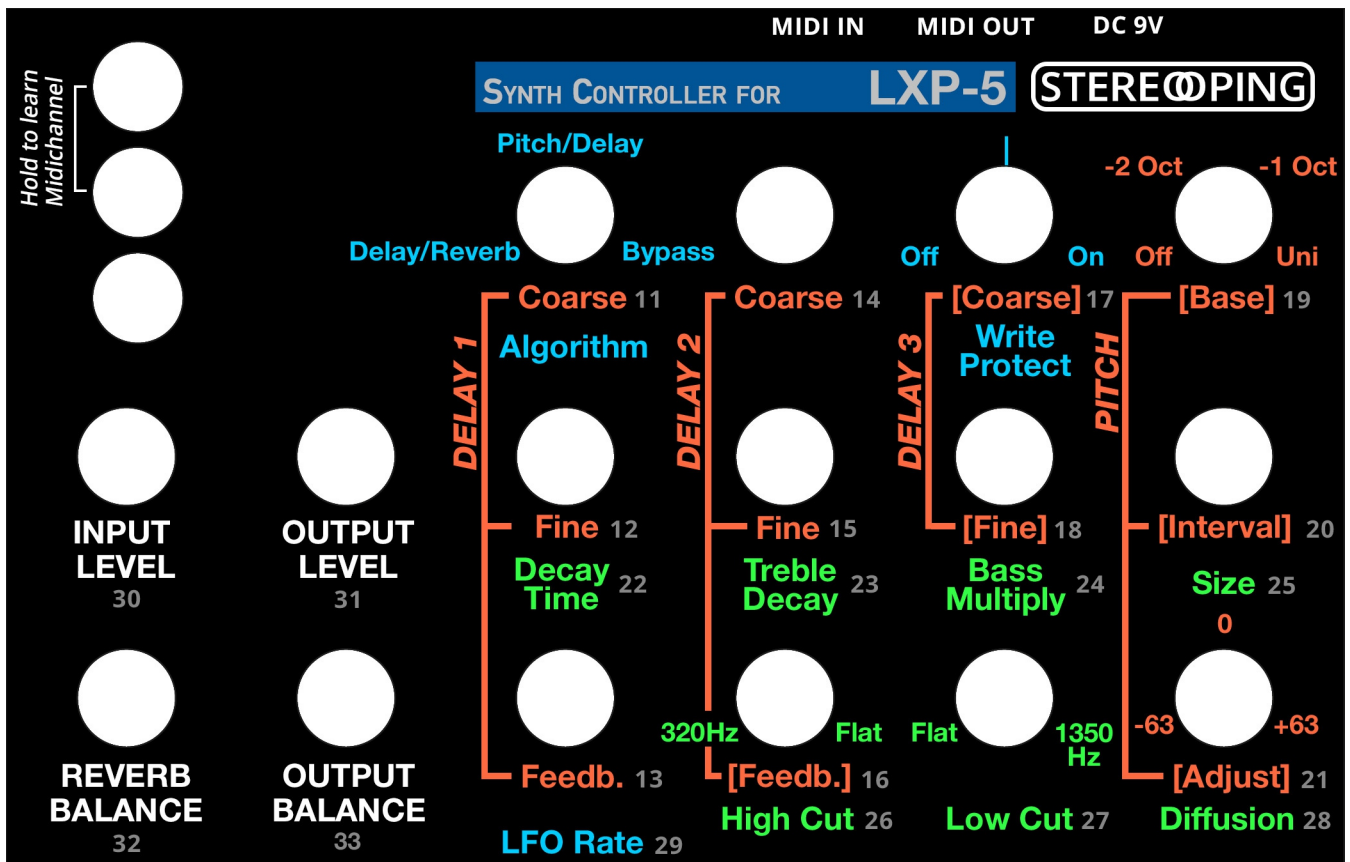 MIDI IN MIDI OUT DC 9V
Hold to learn
Midichannel
SYNTH CONTROLLER FOR LXP-5 STEREOOPING
Pitch/Delay
-2 Oct -1 Oct
Delay/Reverb Bypass Off On Off Uni
DELAY 1 DELAY 2 DELAY 3 PITCH
Coarse 11 Coarse 14 [Coarse] 17 [Base] 19
Algorithm Write
Protect
INPUT
LEVEL
30
OUTPUT
LEVEL
31
Fine 12 Fine 15 [Fine] 18 [Interval] 20
Decay
Time 22
Treble
Decay 23
Bass
Multiply 24
Size 25
0
320Hz Flat Flat 1350
Hz
-63 +63
REVERB
BALANCE
32
OUTPUT
BALANCE
33
Feedb. 13 [Feedb.] 16 [Adjust] 21
LFO Rate 29 High Cut 26 Low Cut 27 Diffusion 28